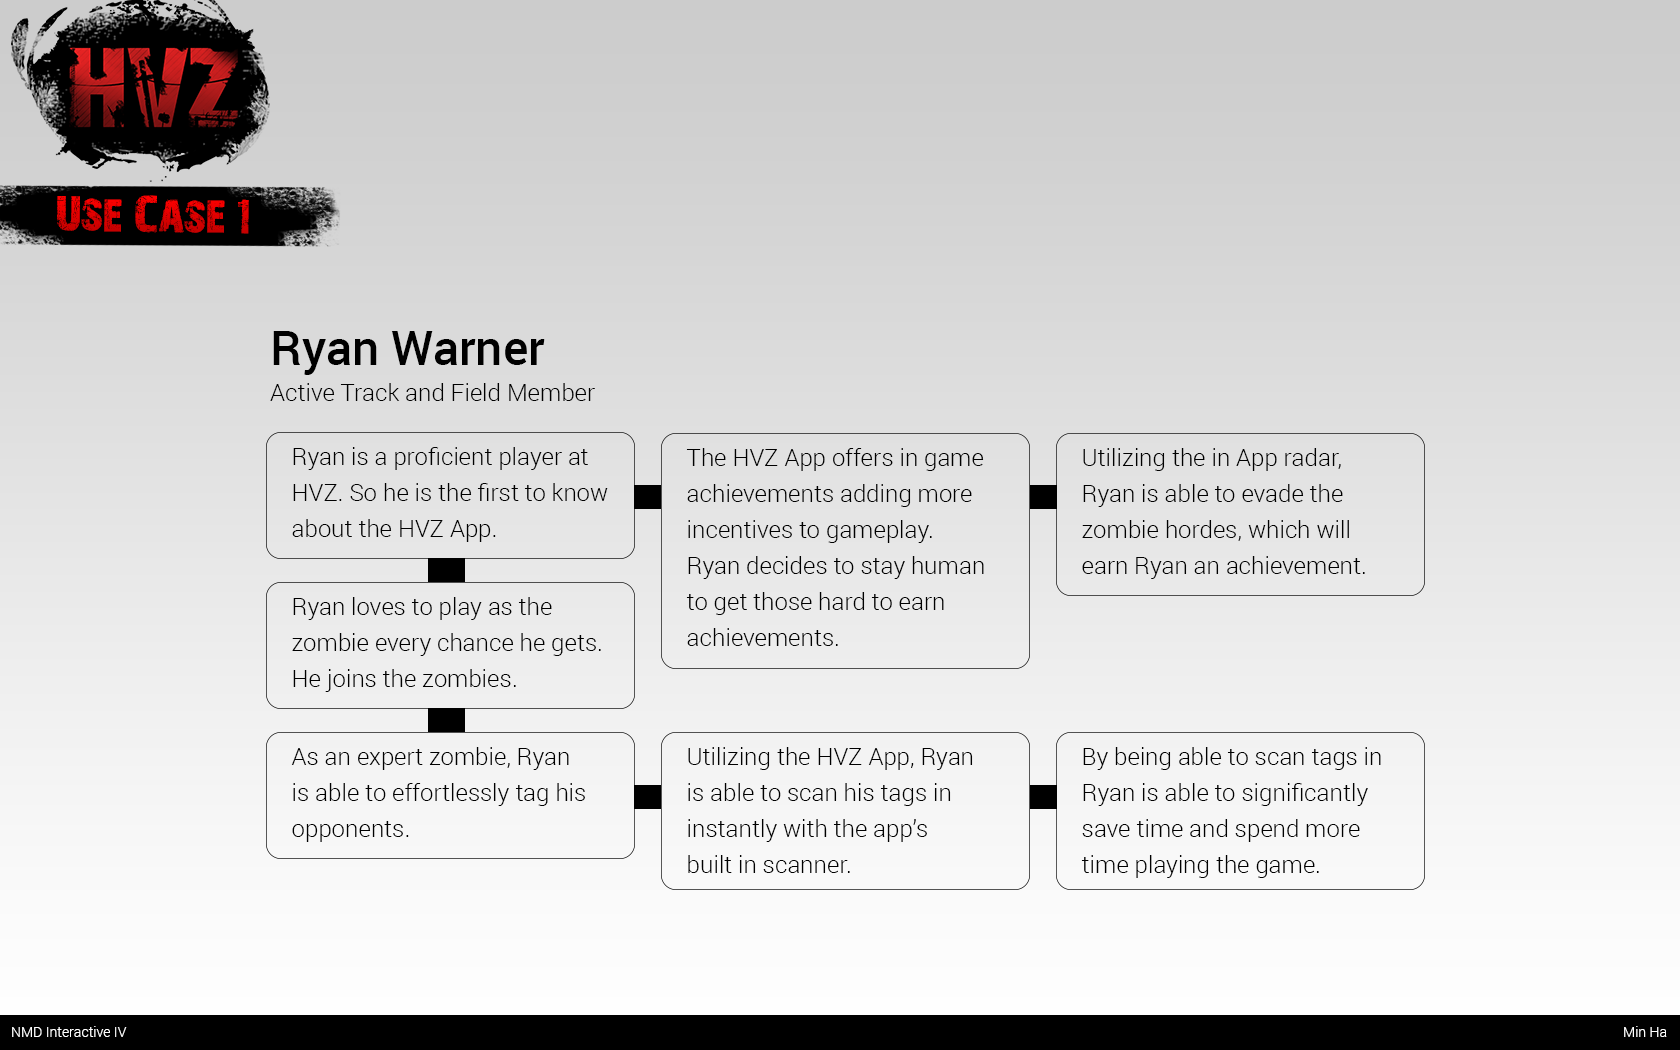 HVZ
USE CASE 1
Ryan Warner
Active Track and Field Member
Ryan is a proficient player at
HVZ. So he is the first to know
about the HVZ App.
The HVZ App offers in game
achievements adding more
incentives to gameplay.
Ryan decides to stay human
to get those hard to earn
achievements.
Utilizing the in App radar,
Ryan is able to evade the
zombie hordes, which will
earn Ryan an achievement.
Ryan loves to play as the
zombie every chance he gets.
He joins the zombies.
As an expert zombie, Ryan
is able to effortlessly tag his
opponents.
Utilizing the HVZ App, Ryan
is able to scan his tags in
instantly with the app’s
built in scanner.
By being able to scan tags in
Ryan is able to significantly
save time and spend more
time playing the game.
NMD Interactive IV
Min Ha